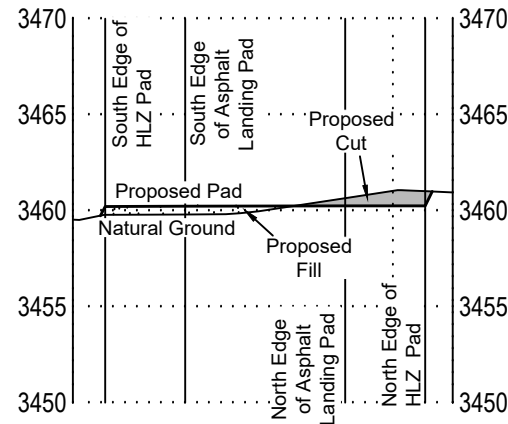 3470
3470
South Edge of
HLZ Pad
South Edge
of Asphalt
Landing Pad
3465
3465
Proposed
Cut
Proposed Pad
3460
3460
Natural Ground
Proposed
Fill
3455
3455
North Edge
of Asphalt
Landing Pad
North Edge of
HLZ Pad
3450
3450